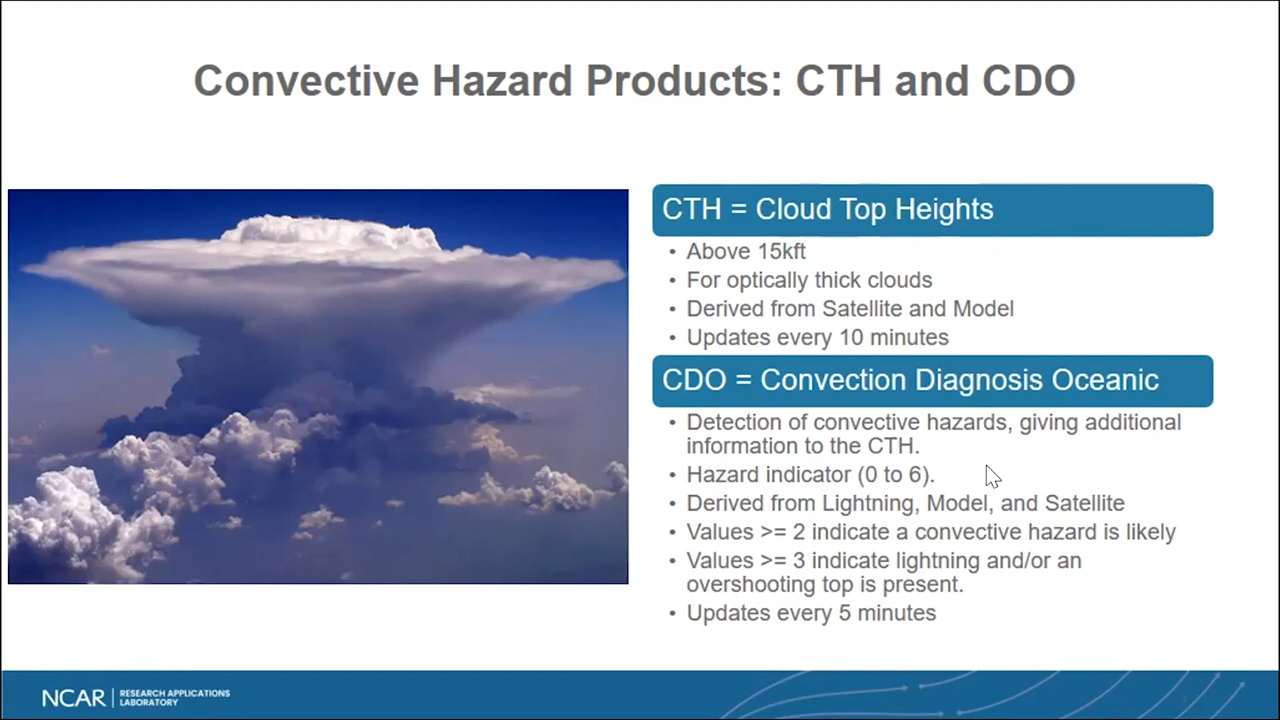 Convective Hazard Products: CTH and CDO
CTH = Cloud Top Heights
• Above 15kft
• For optically thick clouds
• Derived from Satellite and Model
• Updates every 10 minutes
CDO = Convection Diagnosis Oceanic
• Detection of convective hazards, giving additional
information to the CTH.
• Hazard indicator (0 to 6).
• Derived from Lightning, Model, and Satellite
• Values >= 2 indicate a convective hazard is likely
• Values >= 3 indicate lightning and/or an
overshooting top is present.
• Updates every 5 minutes
NCAR
RESEARCH APPLICATIONS
LABORATORY